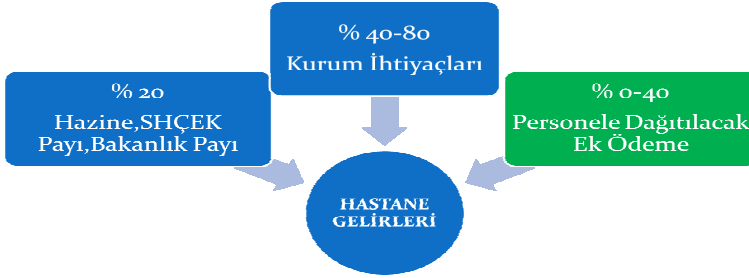 % 40-80
Kurum İhtiyaçları
% 20
Hazine,SHÇEK
Payı,Bakanlık Payı
% 0-40
Personele Dağıtılacak
Ek Ödeme
HASTANE
GELİRLERİ